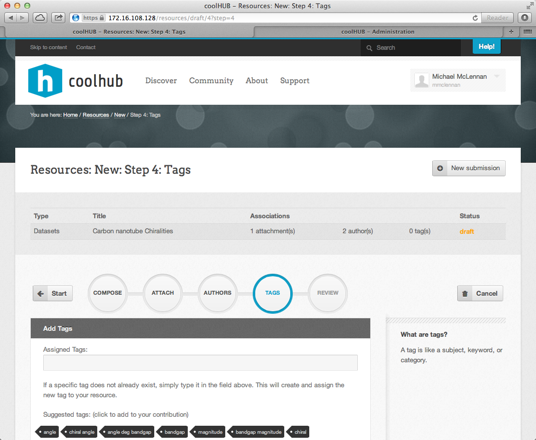 coolHUB – Resources: New: Step 4: Tags
https 172.16.108.128/resources/draft/4?step=4
Reader
coolHUB – Resources: New: Step 4: Tags
coolHUB – Administration
Skip to content Contact
Search
Help!
h coolhub
Discover Community About Support
Michael McLennan
mmclennan
You are here: Home / Resources / New / Step 4: Tags
Resources: New: Step 4: Tags
New submission
Type Title Associations Status
Datasets Carbon nanotube Chiralities 1 attachment(s) 2 author(s) 0 tag(s) draft
Start
COMPOSE ATTACH AUTHORS TAGS REVIEW
Cancel
Add Tags
Assigned Tags:
If a specific tag does not already exist, simply type it in the field above. This will create and assign
the new tag to your resource.
Suggested tags: (click to add to your contribution)
angle chiral angle angle deg bandgap bandgap magnitude bandgap magnitude chiral
What are tags?
A tag is like a subject, keyword, or
category.